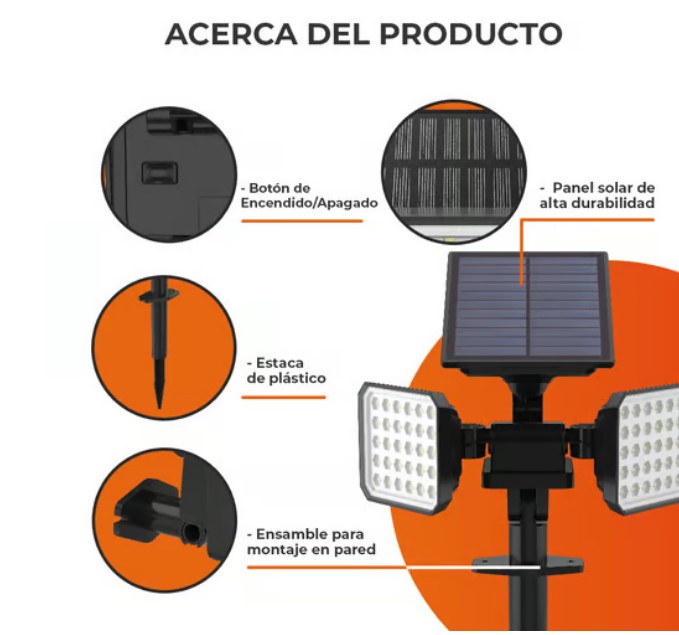 ACERCA DEL PRODUCTO
- Botón de
Encendido/Apagado
- Panel solar de
alta durabilidad
- Estaca
de plástico
- Ensamble para
montaje en pared